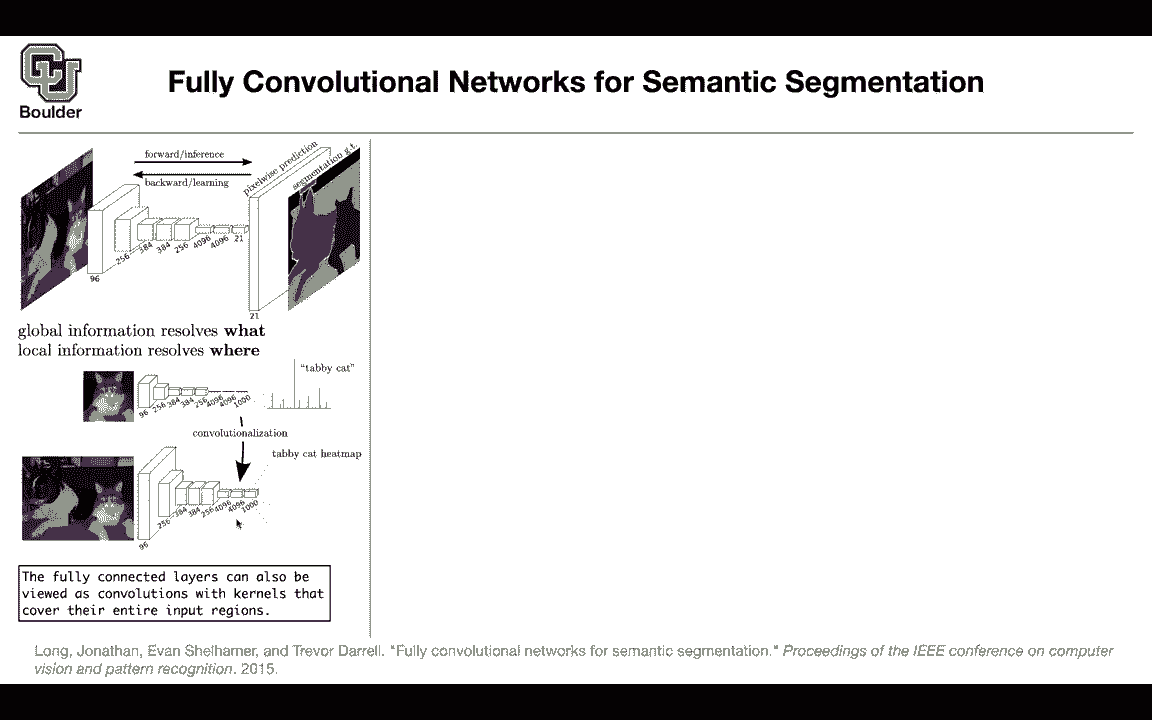 Boulder
Fully Convolutional Networks for Semantic Segmentation
forward/inference
backward/learning
pixelwise prediction
segmentation g.t.
96
256
384
384
256
4096
4096
21
21
global information resolves what
local information resolves where
"tabby cat"
96
256
384
384
256
4096
4096
1000
convolutionalization
tabby cat heatmap
96
256
384
384
256
4096
4096
1000
The fully connected layers can also be
viewed as convolutions with kernels that
cover their entire input regions.
Long, Jonathan, Evan Shelhamer, and Trevor Darrell. "Fully convolutional networks for semantic segmentation." Proceedings of the IEEE conference on computer
vision and pattern recognition. 2015.